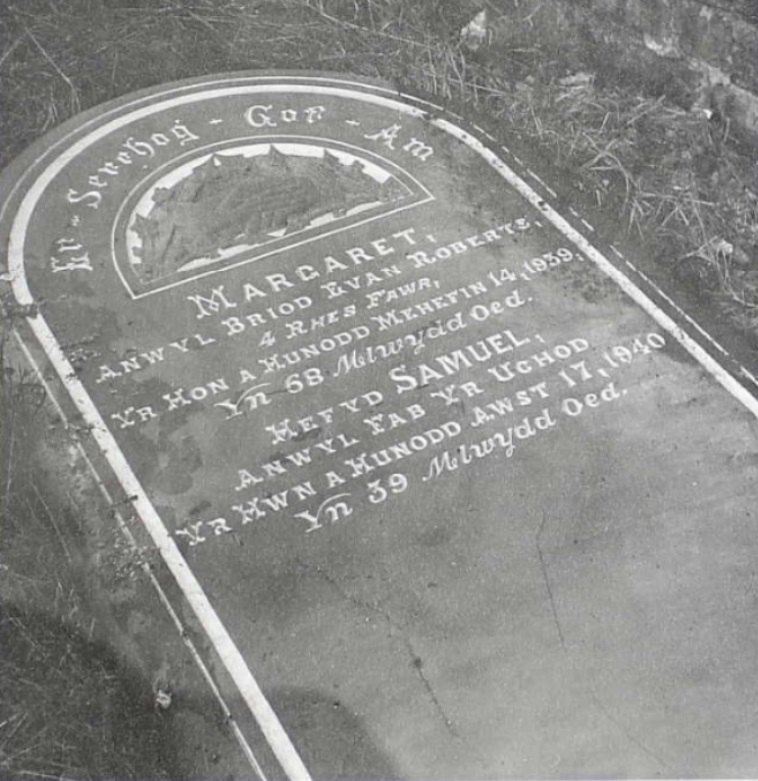 Er - Serchog - Gof - Am
MARGARET,
ANWYL BRIOD EVAN ROBERTS,
4 RHES FAWR,
YR HON A HUNODD MEHEFIN 14, 1939,
Yn 68 Mlwydd Oed.
HEFYD SAMUEL,
ANWYL FAB YR UCHOD
YR HWN A HUNODD AWST 17, 1940
Yn 39 Mlwydd Oed.